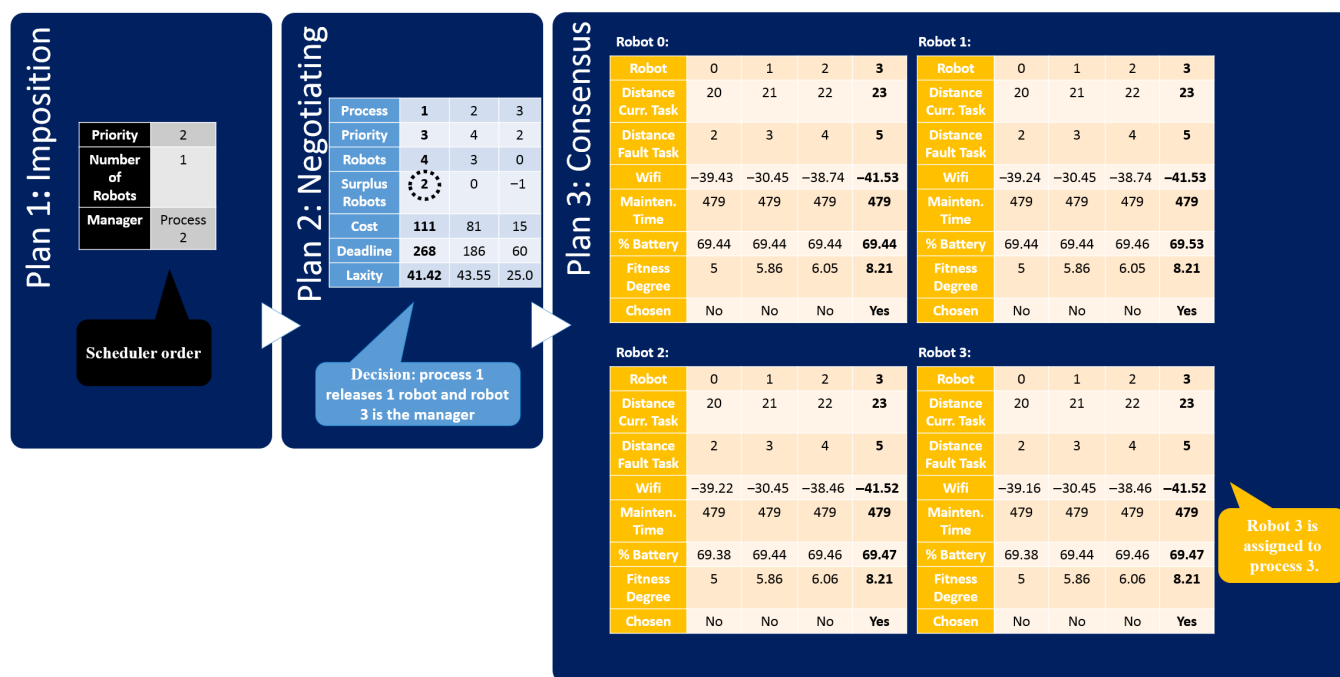 Plan 1: Imposition
Priority 2
Number of Robots 1
Manager Process 2
Scheduler order
Plan 2: Negotiating
Process 1 2 3
Priority 3 4 2
Robots 4 3 0
Surplus Robots 2 0 −1
Cost 111 81 15
Deadline 268 186 60
Laxity 41.42 43.55 25.0
Decision: process 1
releases 1 robot and robot
3 is the manager
Plan 3: Consensus
Robot 0:
Robot 0 1 2 3
Distance Curr. Task 20 21 22 23
Distance Fault Task 2 3 4 5
Wifi −39.43 −30.45 −38.74 −41.53
Mainten. Time 479 479 479 479
% Battery 69.44 69.44 69.44 69.44
Fitness Degree 5 5.86 6.05 8.21
Chosen No No No Yes
Robot 1:
Robot 0 1 2 3
Distance Curr. Task 20 21 22 23
Distance Fault Task 2 3 4 5
Wifi −39.24 −30.45 −38.74 −41.53
Mainten. Time 479 479 479 479
% Battery 69.44 69.44 69.46 69.53
Fitness Degree 5 5.86 6.05 8.21
Chosen No No No Yes
Robot 2:
Robot 0 1 2 3
Distance Curr. Task 20 21 22 23
Distance Fault Task 2 3 4 5
Wifi −39.22 −30.45 −38.46 −41.52
Mainten. Time 479 479 479 479
% Battery 69.38 69.44 69.46 69.47
Fitness Degree 5 5.86 6.06 8.21
Chosen No No No Yes
Robot 3:
Robot 0 1 2 3
Distance Curr. Task 20 21 22 23
Distance Fault Task 2 3 4 5
Wifi −39.16 −30.45 −38.46 −41.52
Mainten. Time 479 479 479 479
% Battery 69.38 69.44 69.46 69.47
Fitness Degree 5 5.86 6.06 8.21
Chosen No No No Yes
Robot 3 is
assigned to
process 3.